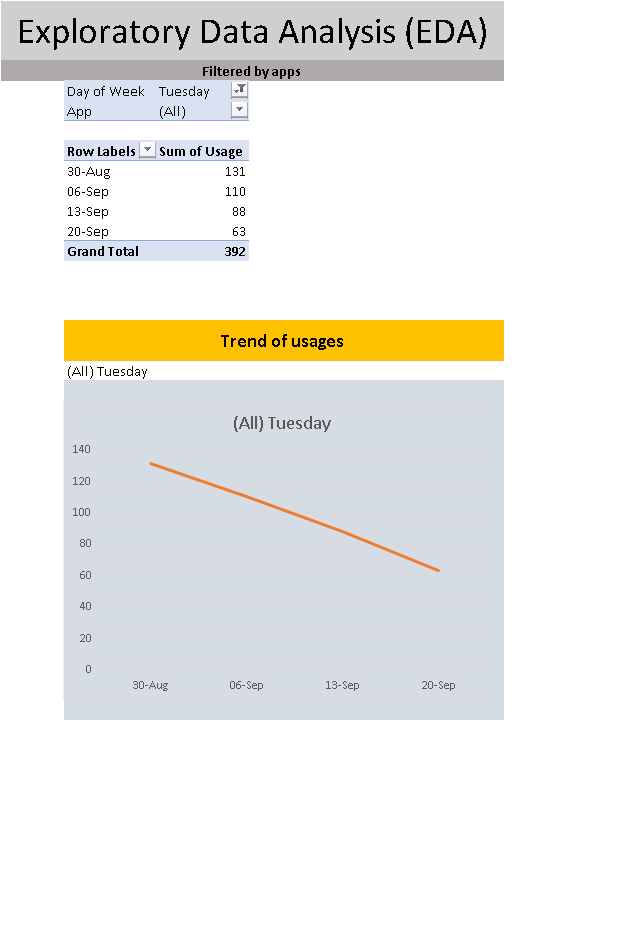 Exploratory Data Analysis (EDA)
Filtered by apps
Day of Week Tuesday
App (All)
Row Labels Sum of Usage
30-Aug 131
06-Sep 110
13-Sep 88
20-Sep 63
Grand Total 392
Trend of usages
(All) Tuesday
(All) Tuesday
140
120
100
80
60
40
20
0
30-Aug 06-Sep 13-Sep 20-Sep